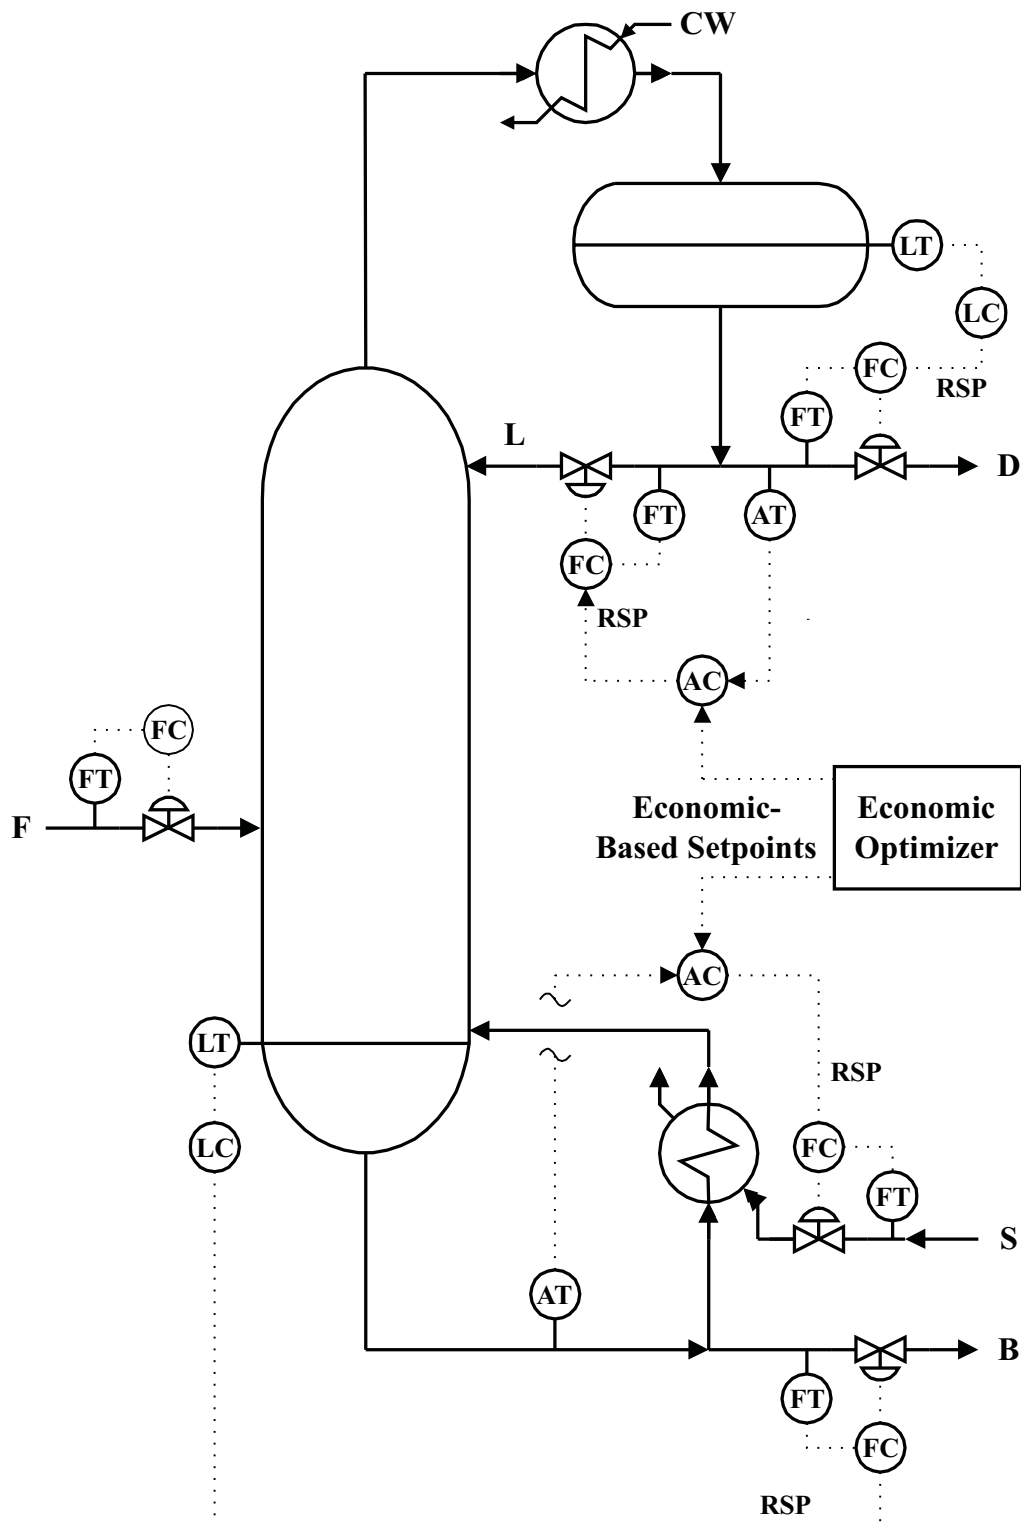 CW
LT
LC
FC
RSP
FT
L
D
FT
AT
FC
RSP
AC
FC
FT
F
Economic-
Based Setpoints
Economic
Optimizer
AC
LT
RSP
LC
FC
FT
S
AT
B
FT
FC
RSP